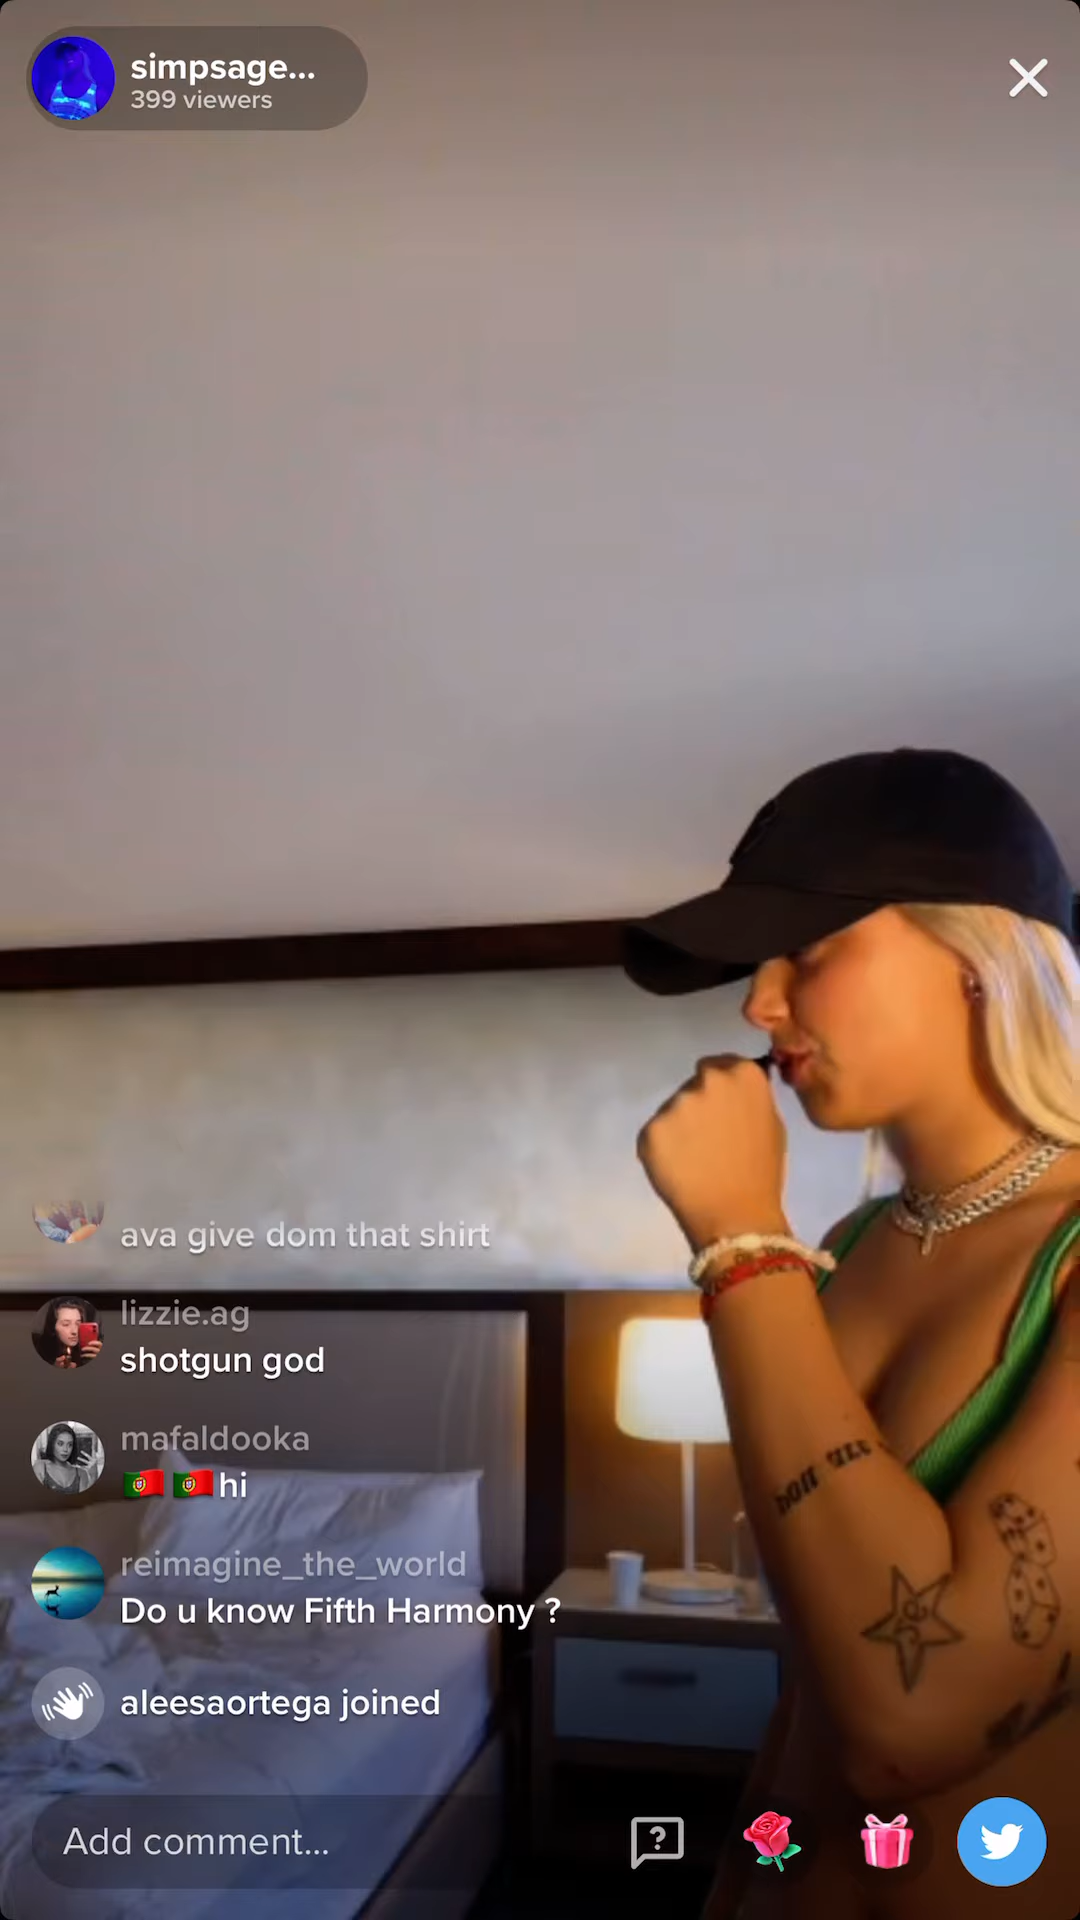 simpsage...
399 viewers
ava give dom that shirt
lizzie.ag
shotgun god
mafaldooka
🇵🇹 🇵🇹 hi
reimagine_the_world
Do u know Fifth Harmony ?
aleesaortega joined
Add comment...
?